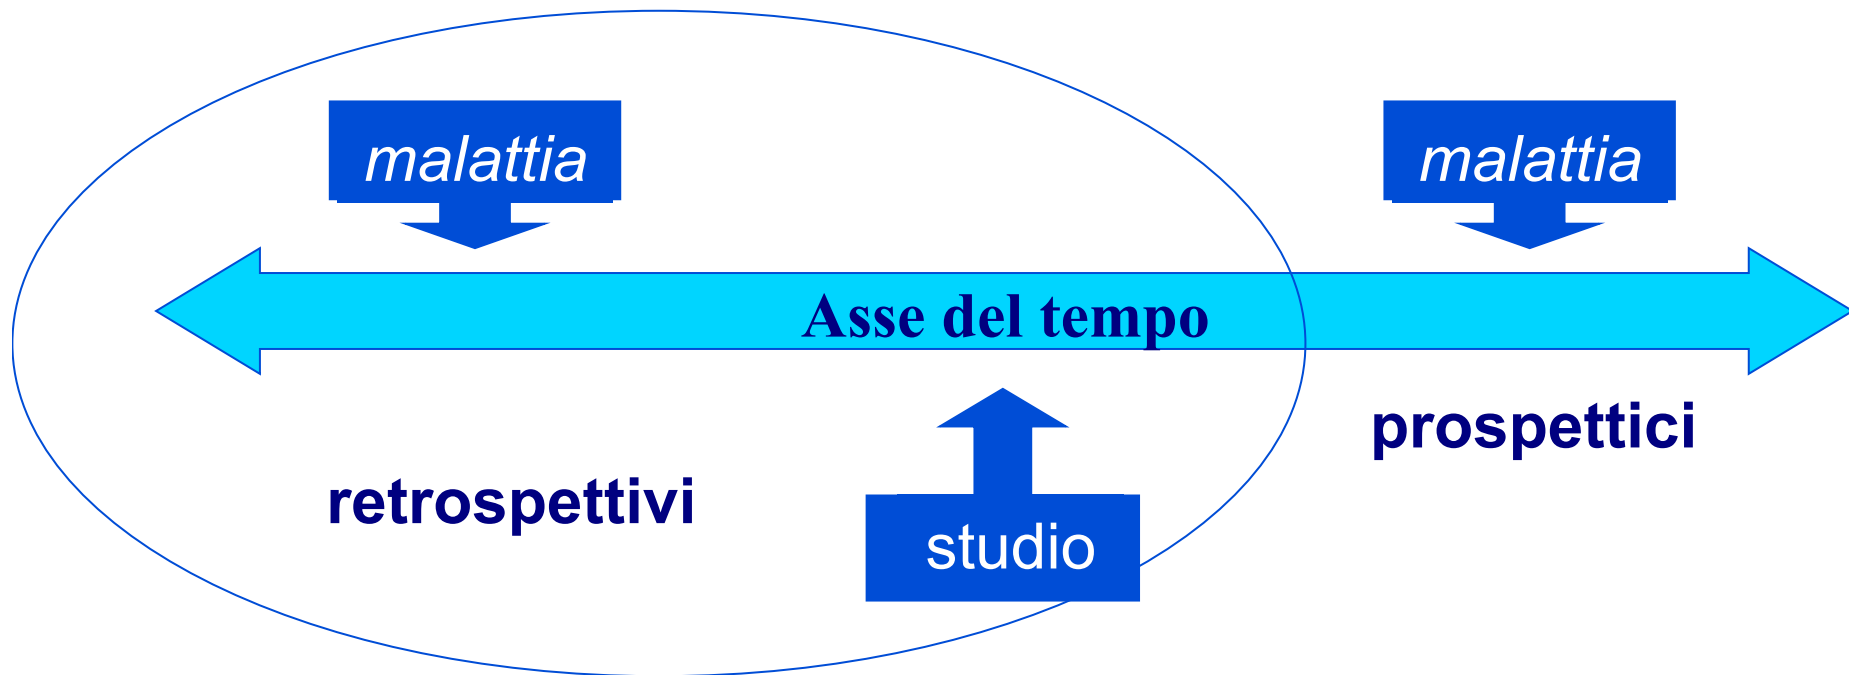 malattia
malattia
Asse del tempo
prospettici
retrospettivi
studio